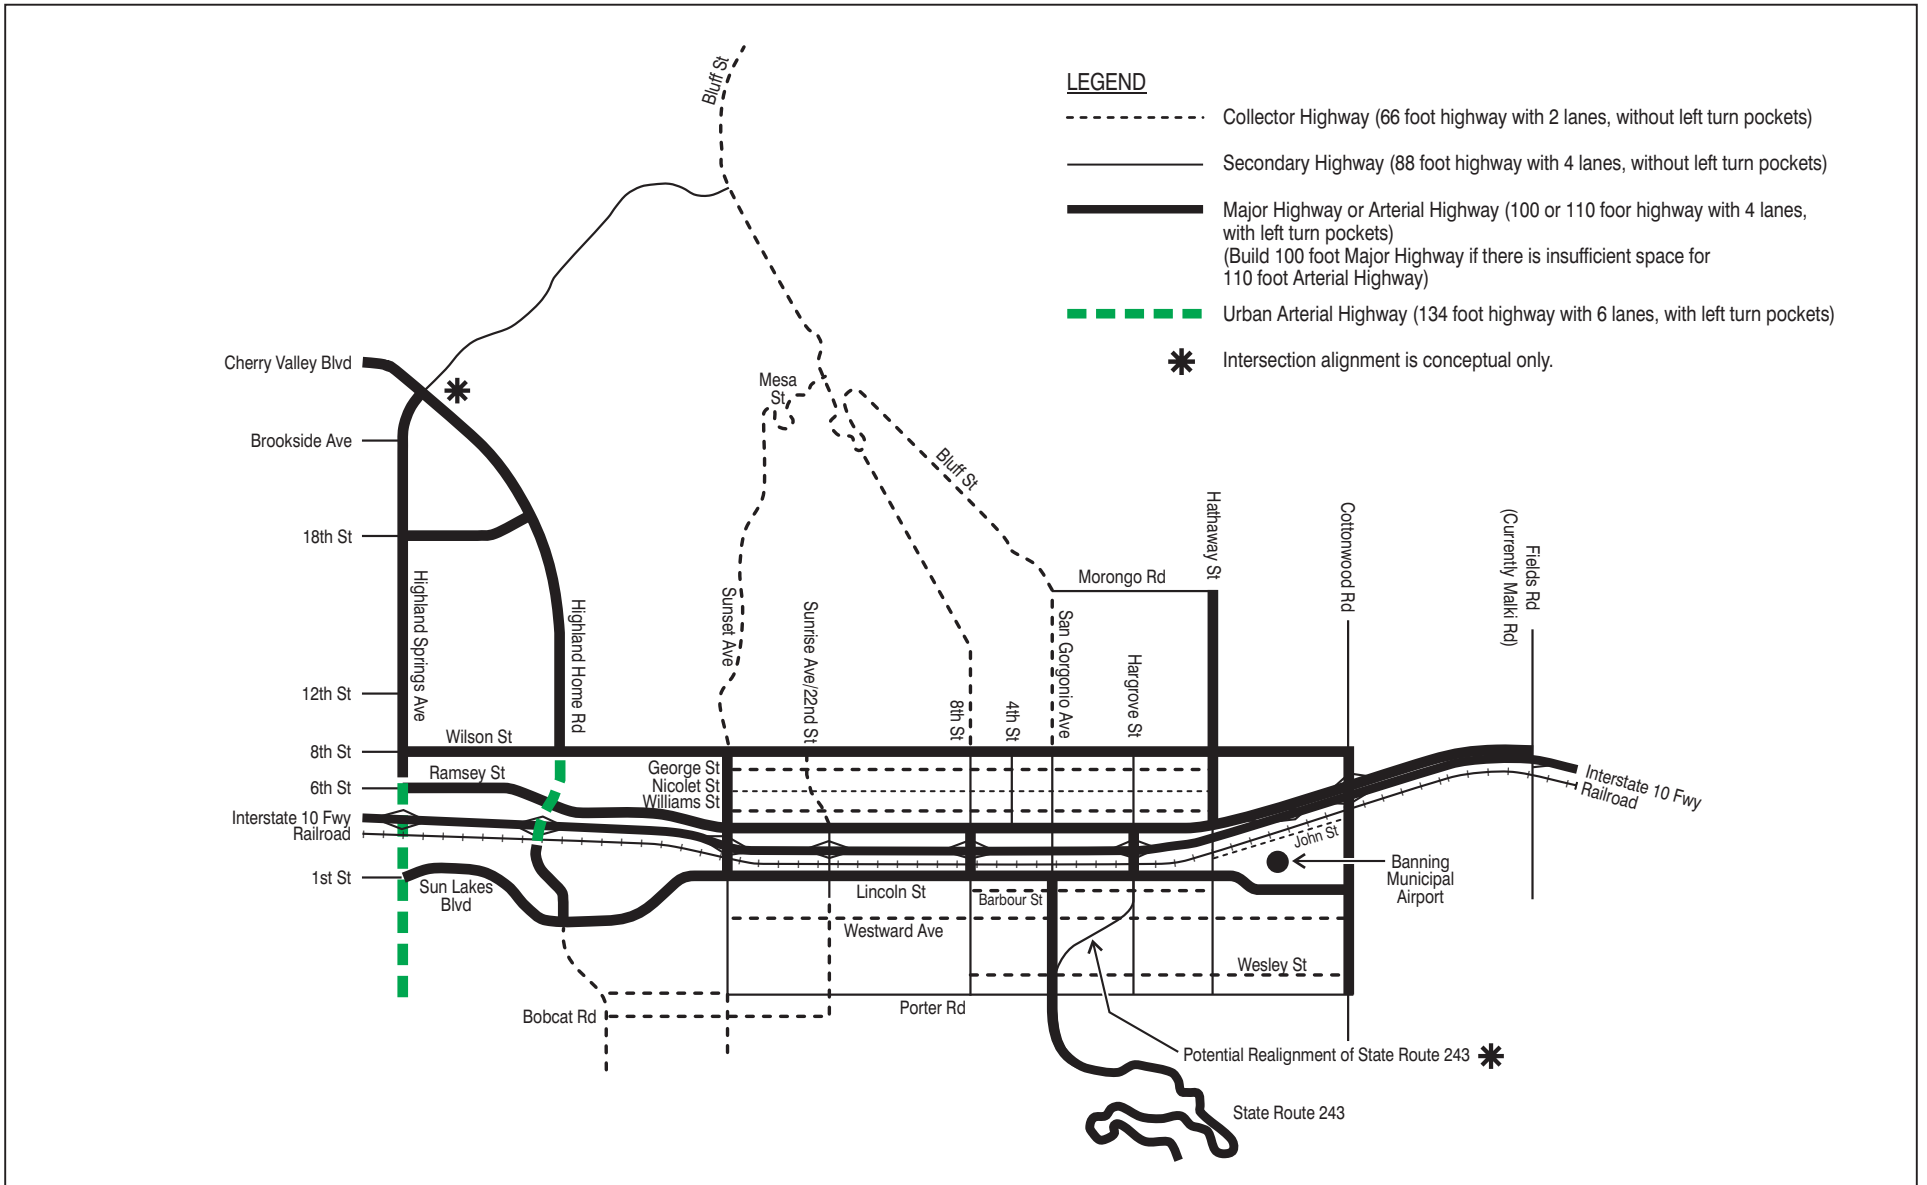 Bluff St
LEGEND
Collector Highway (66 foot highway with 2 lanes, without left turn pockets)
Secondary Highway (88 foot highway with 4 lanes, without left turn pockets)
Major Highway or Arterial Highway (100 or 110 foor highway with 4 lanes,
with left turn pockets)
(Build 100 foot Major Highway if there is insufficient space for
110 foot Arterial Highway)
Urban Arterial Highway (134 foot highway with 6 lanes, with left turn pockets)
Intersection alignment is conceptual only.
Cherry Valley Blvd
Mesa
St
Brookside Ave
Bluff St
18th St
Hathaway St
Cottonwood Rd
Fields Rd
(Currently Malki Rd)
Morongo Rd
Highland Springs Ave
Highland Home Rd
Sunset Ave
Sunrise Ave/22nd St
8th St
4th St
San Gorgonio Ave
Hargrove St
12th St
8th St
Wilson St
Ramsey St
6th St
George St
Nicolet St
Williams St
Interstate 10 Fwy
Railroad
Interstate 10 Fwy
Railroad
John St
Banning
Municipal
Airport
1st St
Sun Lakes
Blvd
Lincoln St
Barbour St
Westward Ave
Wesley St
Porter Rd
Bobcat Rd
Potential Realignment of State Route 243
State Route 243